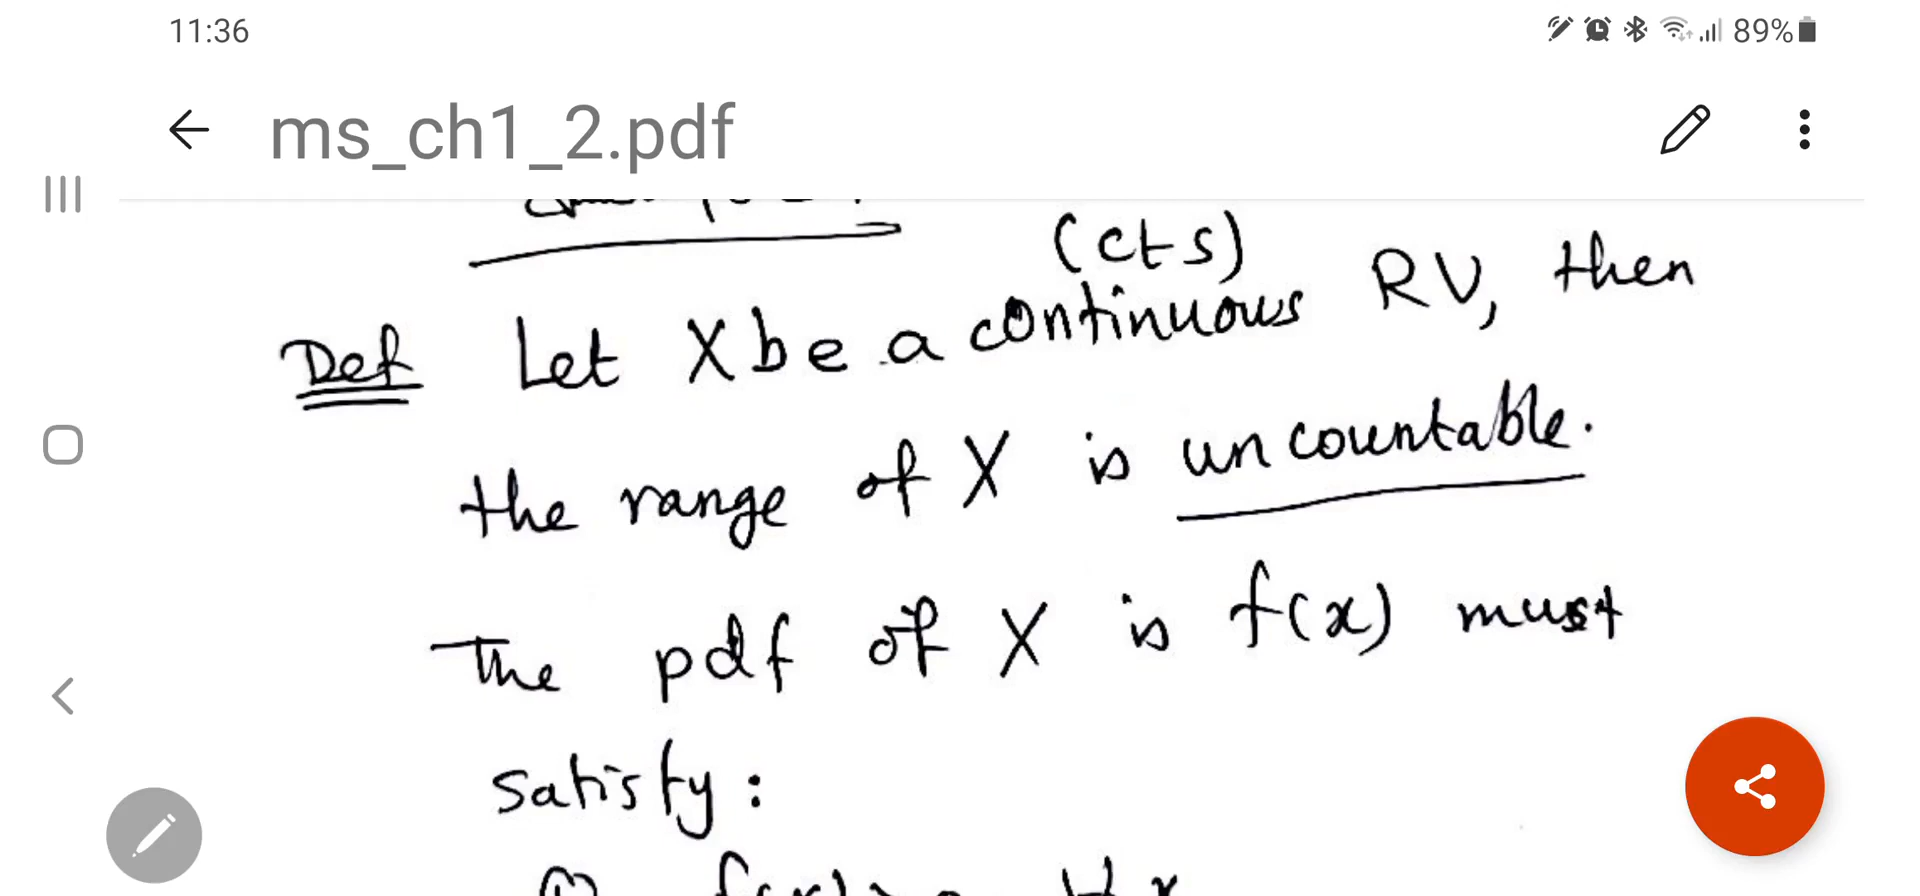 11:36 89%
ms_ch1_2.pdf
(cts)
Def Let X be a continuous RV, then
the range of X is uncountable.
The pdf of X is f(x) must
satisfy: